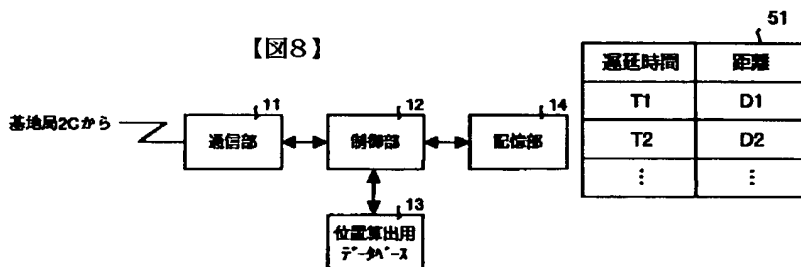 【図8】
51
遅延時間 距離
T1 D1
T2 D2
⋮ ⋮
基地局2Cから
11
通信部
12
制御部
14
記憶部
13
位置算出用
データベース